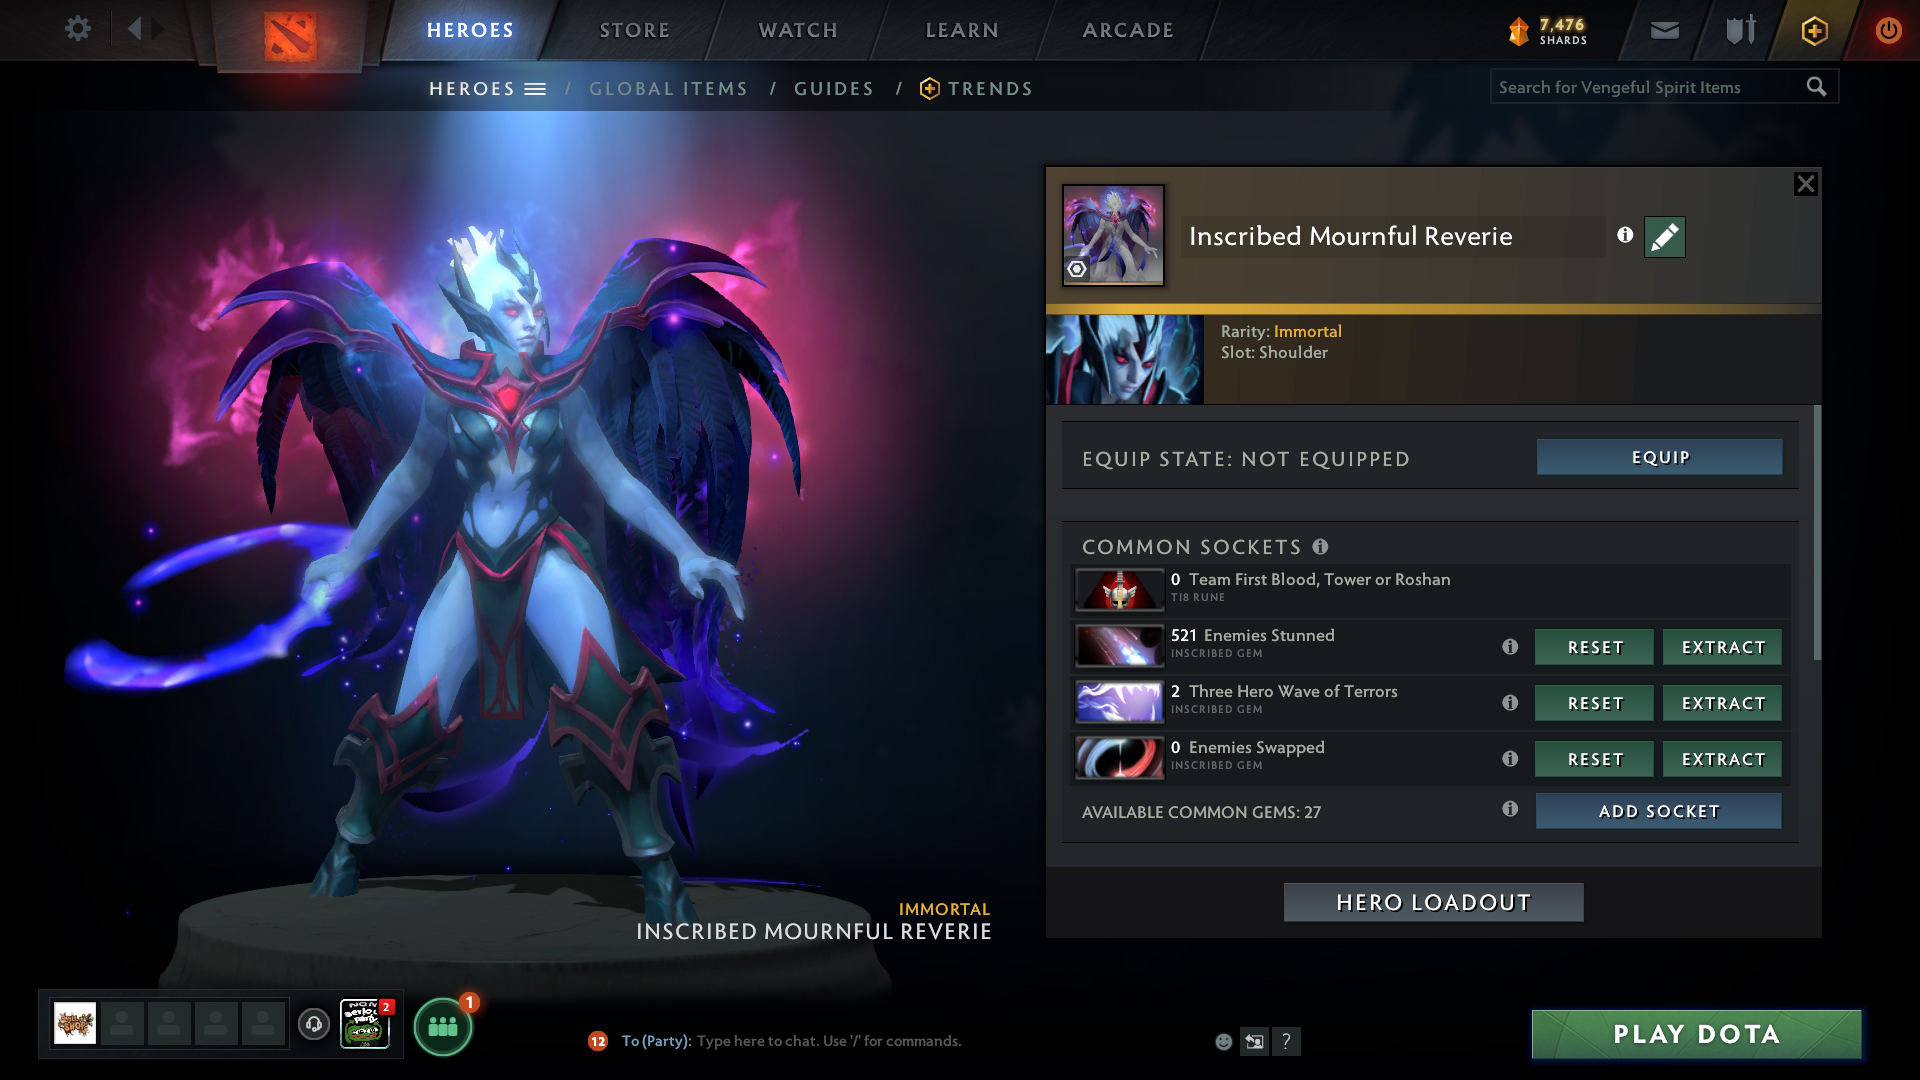 HEROES
STORE
WATCH
LEARN
ARCADE
7,476
SHARDS
HEROES / GLOBAL ITEMS / GUIDES / TRENDS
Search for Vengeful Spirit Items
Inscribed Mournful Reverie
Rarity: Immortal
Slot: Shoulder
EQUIP STATE: NOT EQUIPPED
EQUIP
COMMON SOCKETS
0 Team First Blood, Tower or Roshan
TI8 RUNE
521 Enemies Stunned
INSCRIBED GEM
RESET
EXTRACT
2 Three Hero Wave of Terrors
INSCRIBED GEM
RESET
EXTRACT
0 Enemies Swapped
INSCRIBED GEM
RESET
EXTRACT
AVAILABLE COMMON GEMS: 27
ADD SOCKET
HERO LOADOUT
IMMORTAL
INSCRIBED MOURNFUL REVERIE
2
1
12
To (Party): Type here to chat. Use '/' for commands.
?
PLAY DOTA